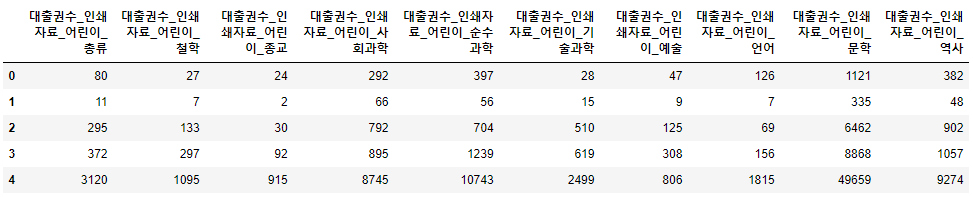 대출권수_인쇄 대출권수_인쇄 대출권수_인 대출권수_인쇄 대출권수_인쇄자 대출권수_인쇄 대출권수_인 대출권수_인쇄 대출권수_인쇄 대출권수_인쇄
자료_어린이_ 자료_어린이_ 쇄자료_어린 자료_어린이_사 료_어린이_순수 자료_어린이_기 쇄자료_어린 자료_어린이_ 자료_어린이_ 자료_어린이_
총류 철학 이_종교 회과학 과학 술과학 이_예술 언어 문학 역사
0 80 27 24 292 397 28 47 126 1121 382
1 11 7 2 66 56 15 9 7 335 48
2 295 133 30 792 704 510 125 69 6462 902
3 372 297 92 895 1239 619 308 156 8868 1057
4 3120 1095 915 8745 10743 2499 806 1815 49659 9274